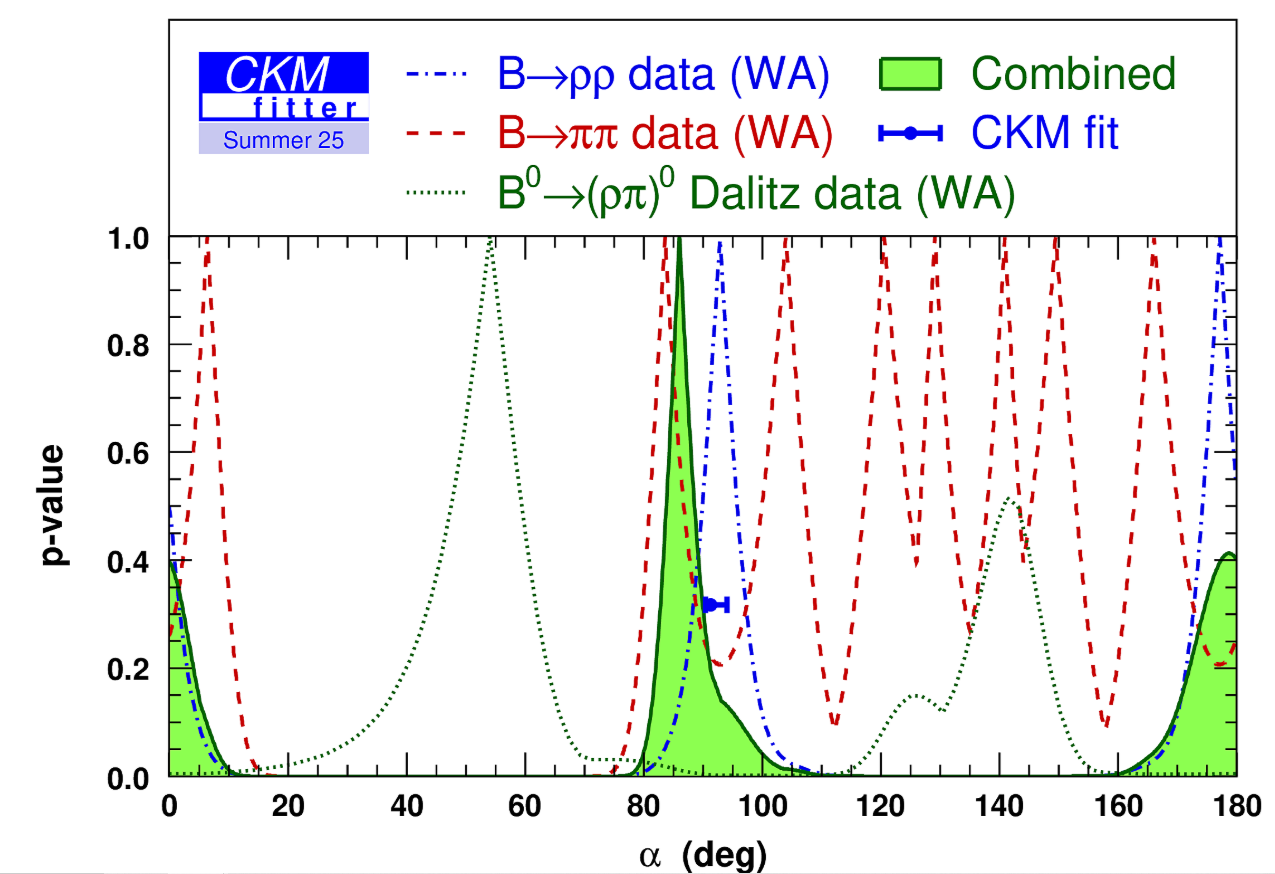 CKM
fitter
Summer 25
B→ρρ data (WA)
B→ππ data (WA)
B⁰→(ρπ)⁰ Dalitz data (WA)
Combined
CKM fit
p-value
1.0
0.8
0.6
0.4
0.2
0.0
0 20 40 60 80 100 120 140 160 180
α (deg)